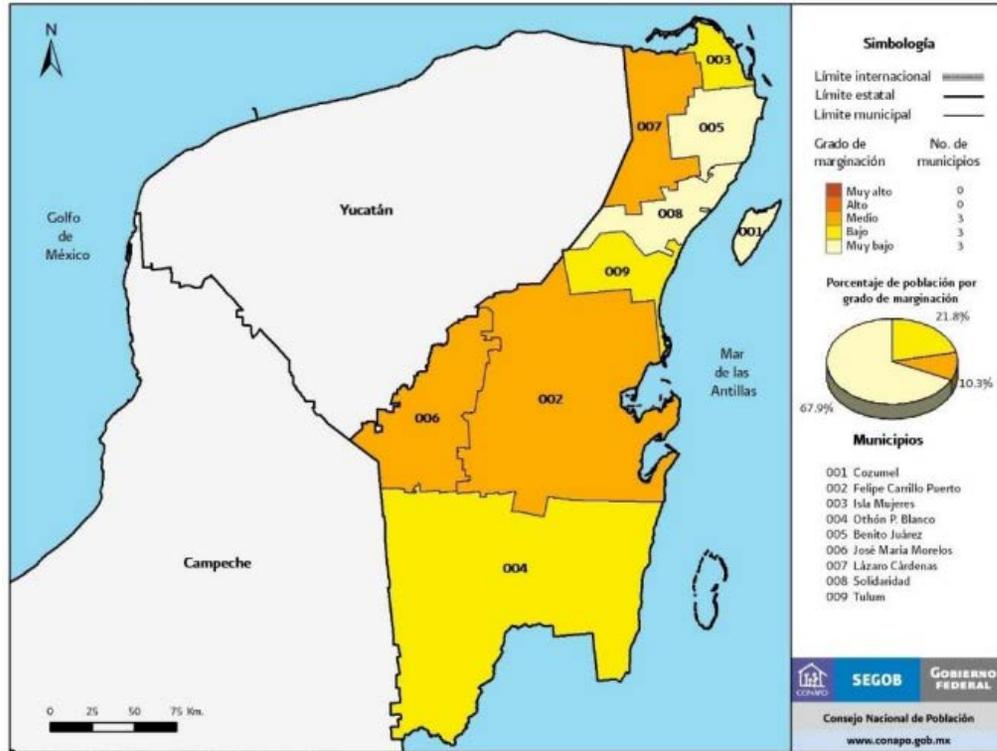 N
Golfo
de
México
Yucatán
Campeche
Mar
de las
Antillas
003
007
005
008
001
009
002
006
004
0 25 50 75 Km.
Simbología
Límite internacional
Límite estatal
Límite municipal
Grado de marginación No. de municipios
Muy alto 0
Alto 0
Medio 3
Bajo 3
Muy bajo 3
Porcentaje de población por
grado de marginación
21.8%
10.3%
67.9%
Municipios
001 Cozumel
002 Felipe Carrillo Puerto
003 Isla Mujeres
004 Othón P. Blanco
005 Benito Juárez
006 José María Morelos
007 Lázaro Cárdenas
008 Solidaridad
009 Tulum
CONAPO
SEGOB
GOBIERNO
FEDERAL
Consejo Nacional de Población
www.conapo.gob.mx